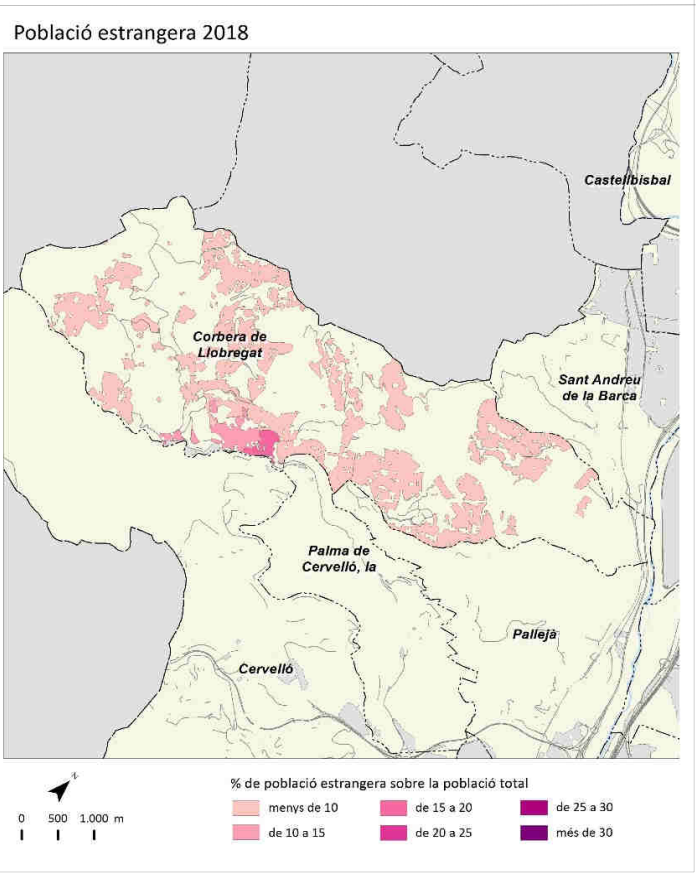 Població estrangera 2018
Castellbisbal
Corbera de
Llobregat
Sant Andreu
de la Barca
Palma de
Cervelló, la
Pallejà
Cervelló
N
0 500 1.000 m
% de població estrangera sobre la població total
menys de 10
de 15 a 20
de 25 a 30
de 10 a 15
de 20 a 25
més de 30